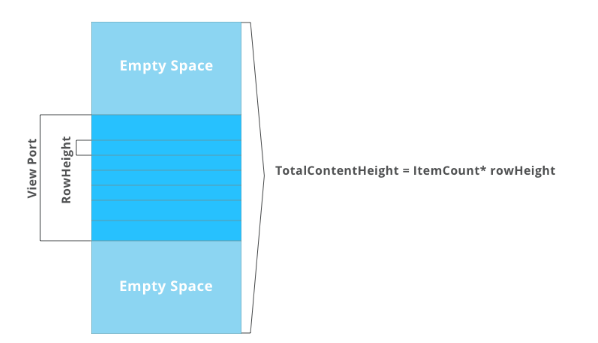 Empty Space
View Port
RowHeight
TotalContentHeight = ItemCount* rowHeight
Empty Space